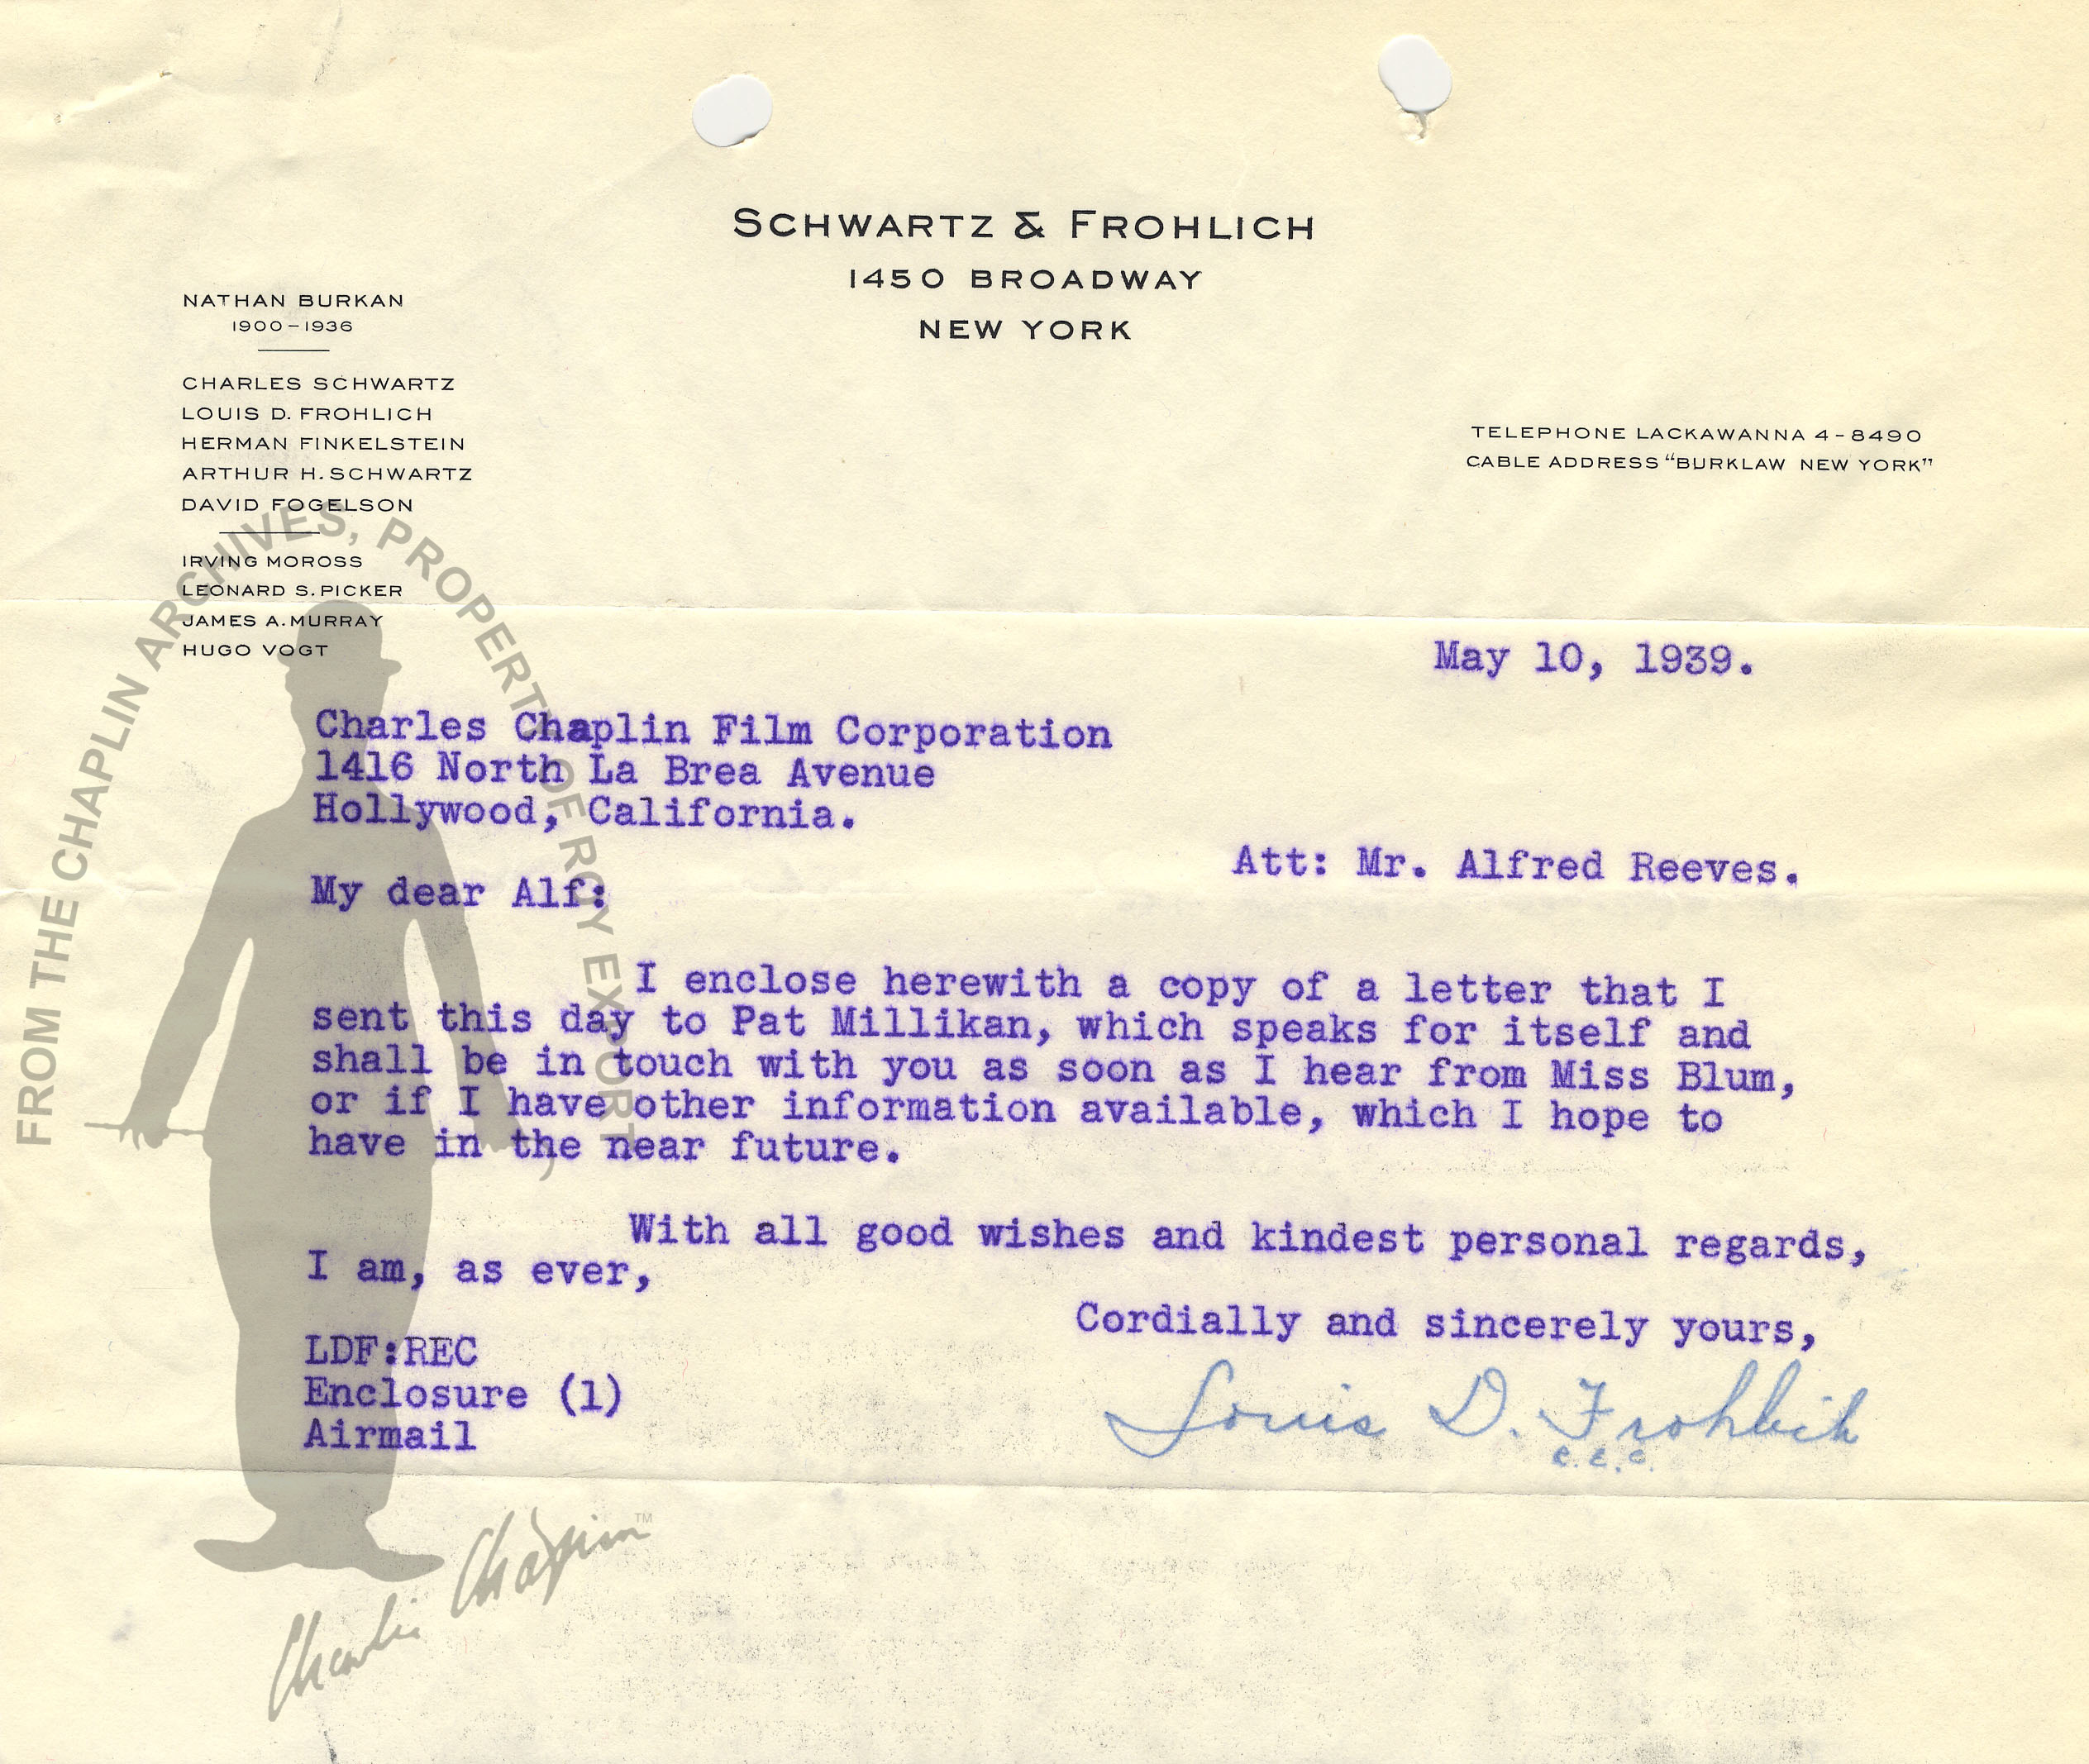 SCHWARTZ & FROHLICH
1450 BROADWAY
NEW YORK
NATHAN BURKAN
1900-1936
CHARLES SCHWARTZ
LOUIS D. FROHLICH
HERMAN FINKELSTEIN
ARTHUR H. SCHWARTZ
DAVID FOGELSON
IRVING MOROSS
LEONARD S. PICKER
JAMES A. MURRAY
HUGO VOGT
TELEPHONE LACKAWANNA 4-8490
CABLE ADDRESS "BURKLAW NEW YORK"
May 10, 1939.
Charles Chaplin Film Corporation
1416 North La Brea Avenue
Hollywood, California.
Att: Mr. Alfred Reeves.
My dear Alf:
I enclose herewith a copy of a letter that I
sent this day to Pat Millikan, which speaks for itself and
shall be in touch with you as soon as I hear from Miss Blum,
or if I have other information available, which I hope to
have in the near future.
With all good wishes and kindest personal regards,
I am, as ever,
Cordially and sincerely yours,
LDF:REC
Enclosure (1)
Airmail
Louis D. Frohlich
FROM THE CHAPLIN ARCHIVES, PROPERTY OF ROY EXPORT
Charlie Chaplin™